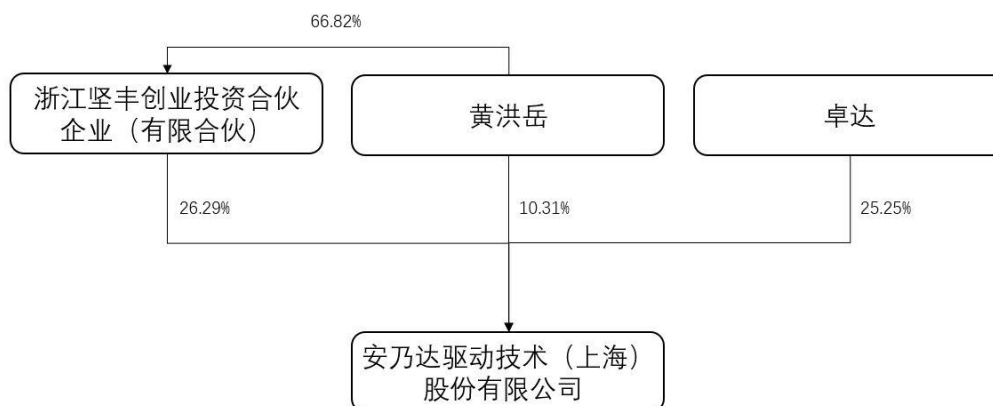 66.82%
浙江坚丰创业投资合伙
企业（有限合伙）
黄洪岳
卓达
26.29%
10.31%
25.25%
安乃达驱动技术（上海）
股份有限公司